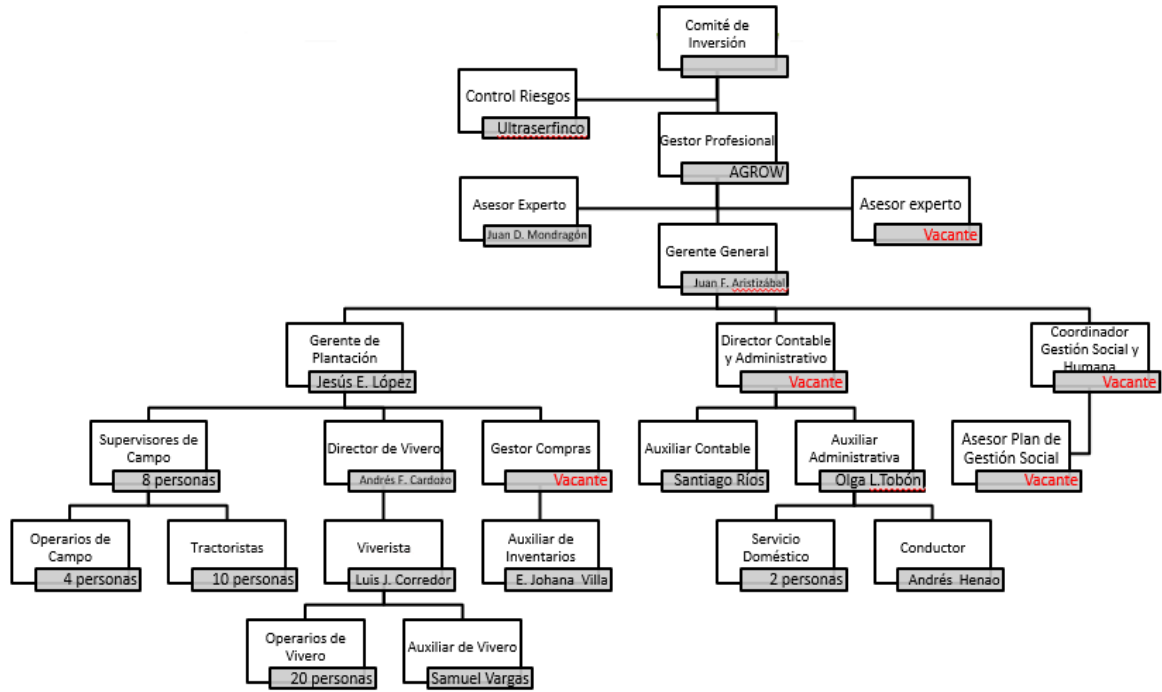 Comité de
Inversión
Control Riesgos
Ultraserfinco
Gestor Profesional
AGROW
Asesor Experto
Juan D. Mondragón
Asesor experto
Vacante
Gerente General
Juan F. Aristizábal
Gerente de
Plantación
Jesús E. López
Director Contable
y Administrativo
Vacante
Coordinador
Gestión Social y
Humana
Vacante
Supervisores de
Campo
8 personas
Director de Vivero
Andrés F. Cardozo
Gestor Compras
Vacante
Auxiliar Contable
Santiago Ríos
Auxiliar
Administrativa
Olga L.Tobón
Asesor Plan de
Gestión Social
Vacante
Operarios de
Campo
4 personas
Tractoristas
10 personas
Viverista
Luis J. Corredor
Auxiliar de
Inventarios
E. Johana Villa
Servicio
Doméstico
2 personas
Conductor
Andrés Henao
Operarios de
Vivero
20 personas
Auxiliar de Vivero
Samuel Vargas